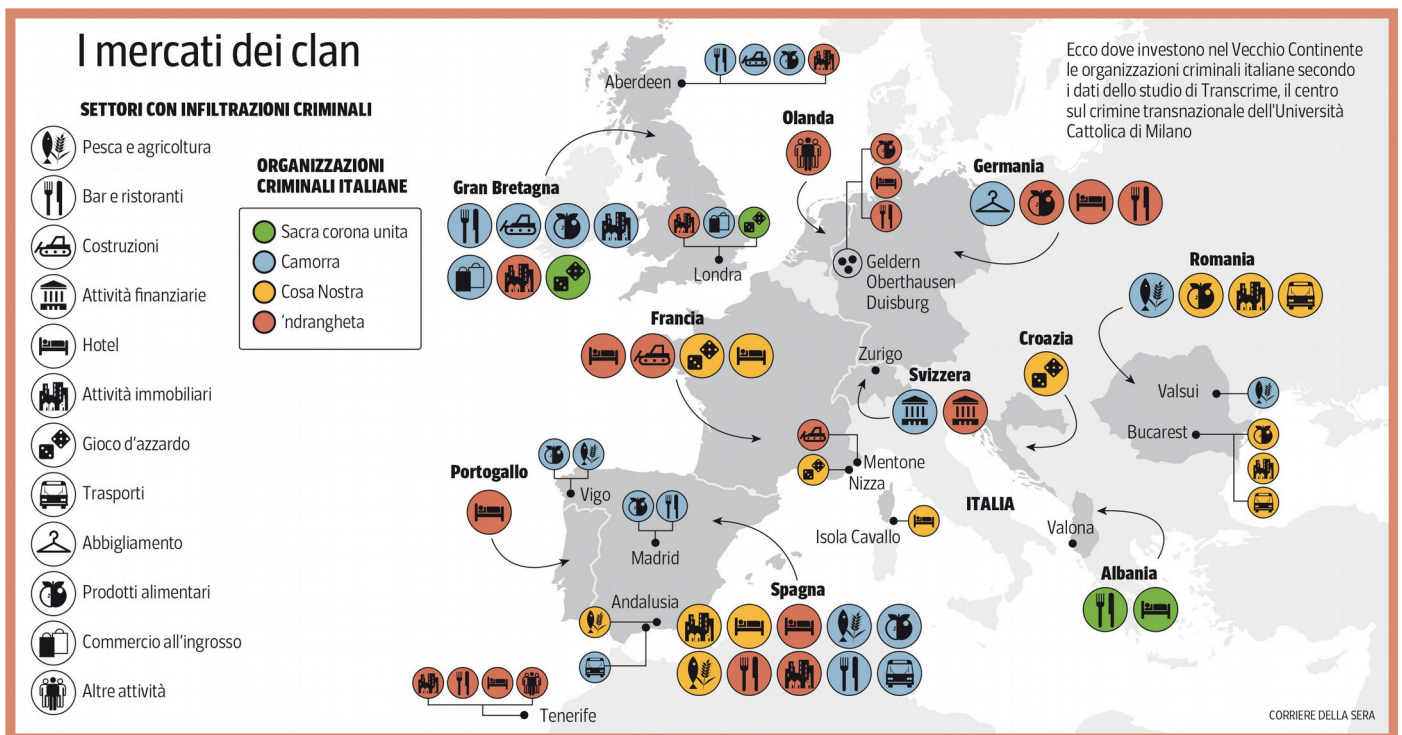 I mercati dei clan
SETTORI CON INFILTRAZIONI CRIMINALI
Pesca e agricoltura
Bar e ristoranti
Costruzioni
Attività finanziarie
Hotel
Attività immobiliari
Gioco d'azzardo
Trasporti
Abbigliamento
Prodotti alimentari
Commercio all'ingrosso
Altre attività
ORGANIZZAZIONI
CRIMINALI ITALIANE
Sacra corona unita
Camorra
Cosa Nostra
'ndrangheta
Ecco dove investono nel Vecchio Continente
le organizzazioni criminali italiane secondo
i dati dello studio di Transcrime, il centro
sul crimine transnazionale dell'Università
Cattolica di Milano
Aberdeen
Gran Bretagna
Londra
Olanda
Germania
Geldern
Oberthausen
Duisburg
Romania
Valsui
Bucarest
Francia
Zurigo
Svizzera
Croazia
Mentone
Nizza
Isola Cavallo
ITALIA
Valona
Albania
Portogallo
Vigo
Madrid
Andalusia
Spagna
Tenerife
CORRIERE DELLA SERA